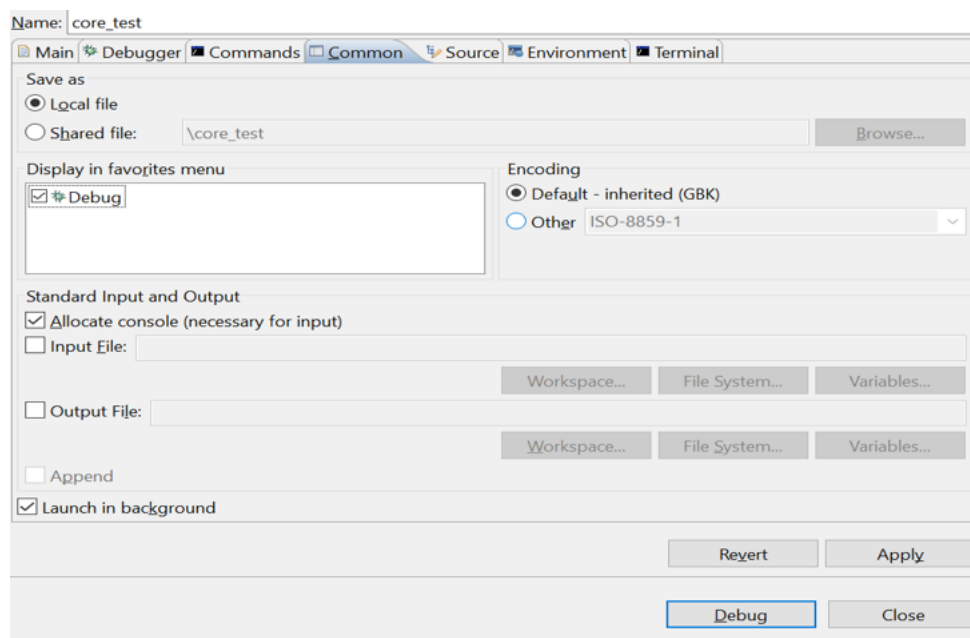 Name: core_test
Main Debugger Commands Common Source Environment Terminal
Save as
Local file
Shared file: \core_test Browse...
Display in favorites menu
Debug
Encoding
Default - inherited (GBK)
Other ISO-8859-1
Standard Input and Output
Allocate console (necessary for input)
Input File:
Workspace... File System... Variables...
Output File:
Workspace... File System... Variables...
Append
Launch in background
Revert Apply
Debug Close